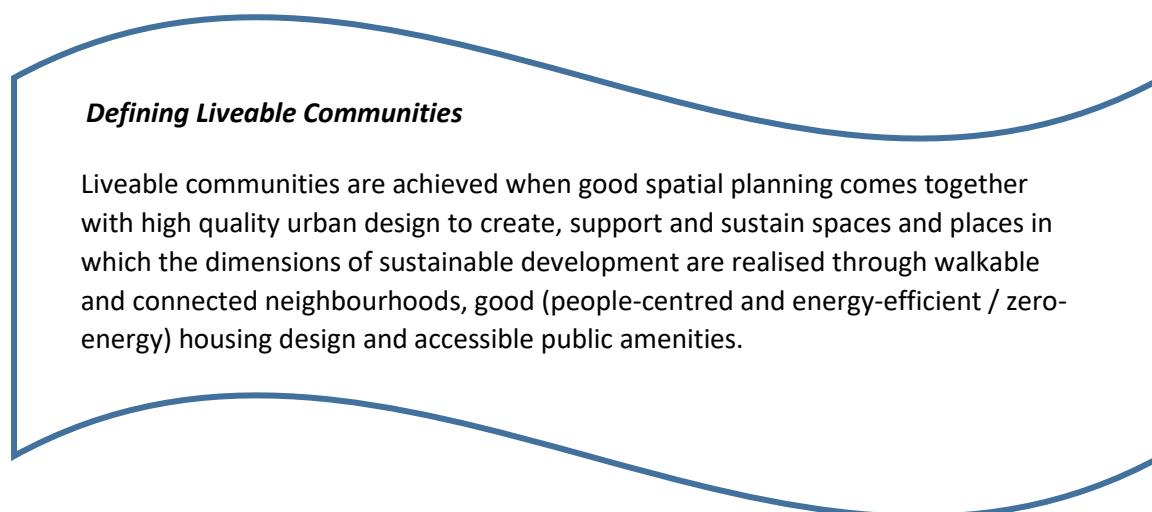 Defining Liveable Communities
Liveable communities are achieved when good spatial planning comes together
with high quality urban design to create, support and sustain spaces and places in
which the dimensions of sustainable development are realised through walkable
and connected neighbourhoods, good (people-centred and energy-efficient / zero-
energy) housing design and accessible public amenities.